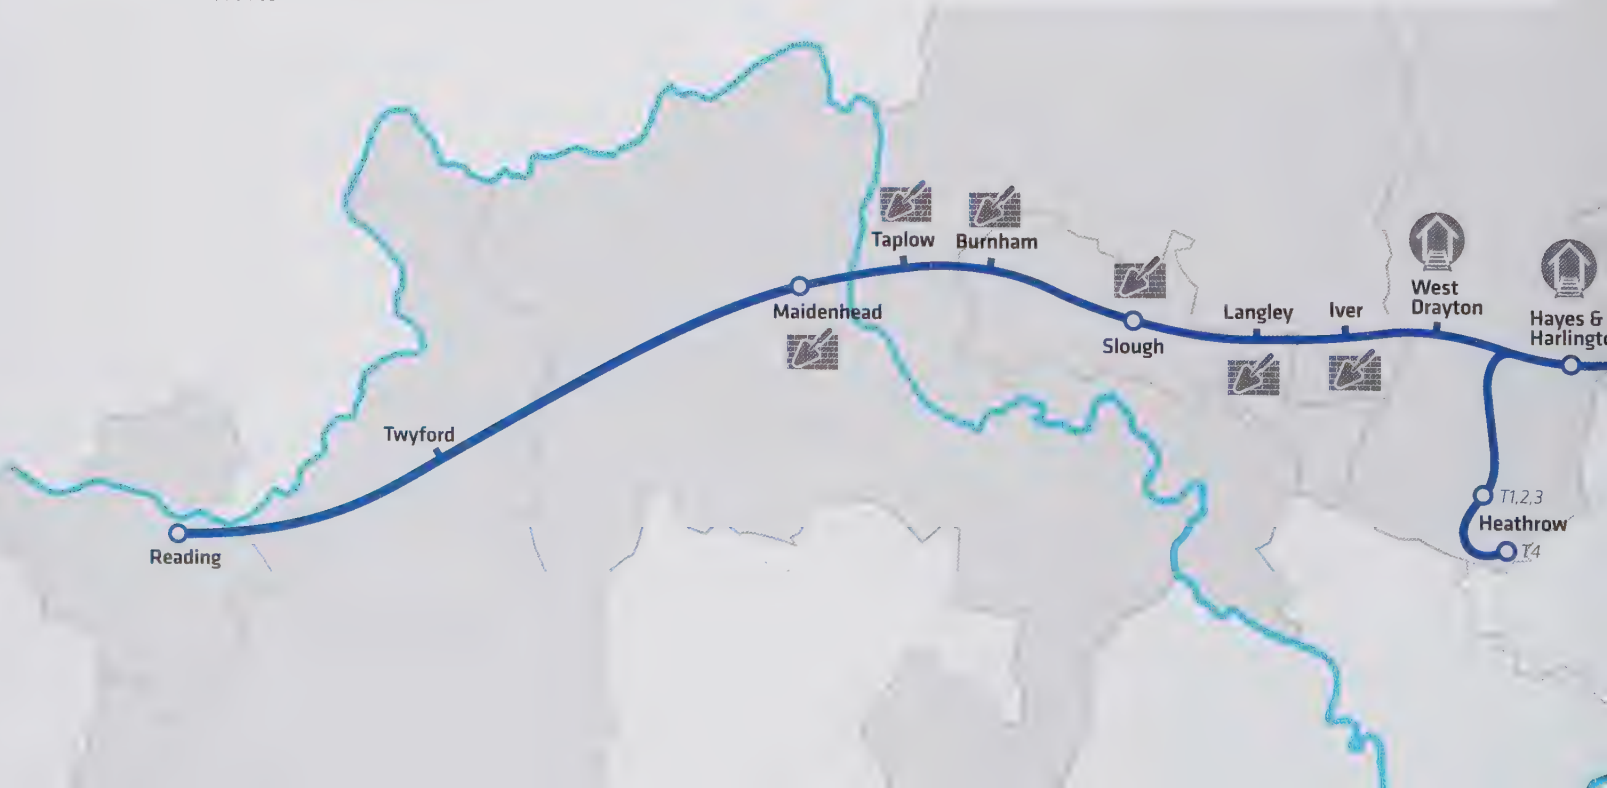 Taplow
Burnham
Maidenhead
Slough
Langley
Iver
West
Drayton
Hayes &
Twyford
Reading
T1,2,3
Heathrow
T4